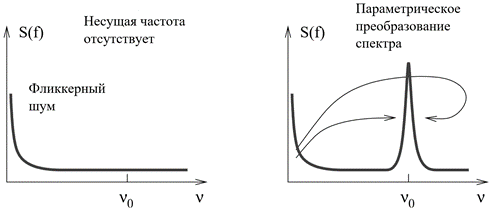 Несущая частота
отсутствует
S(f)
Фликкерный
шум
ν0
ν
Параметрическое
преобразование
спектра
S(f)
ν0
ν